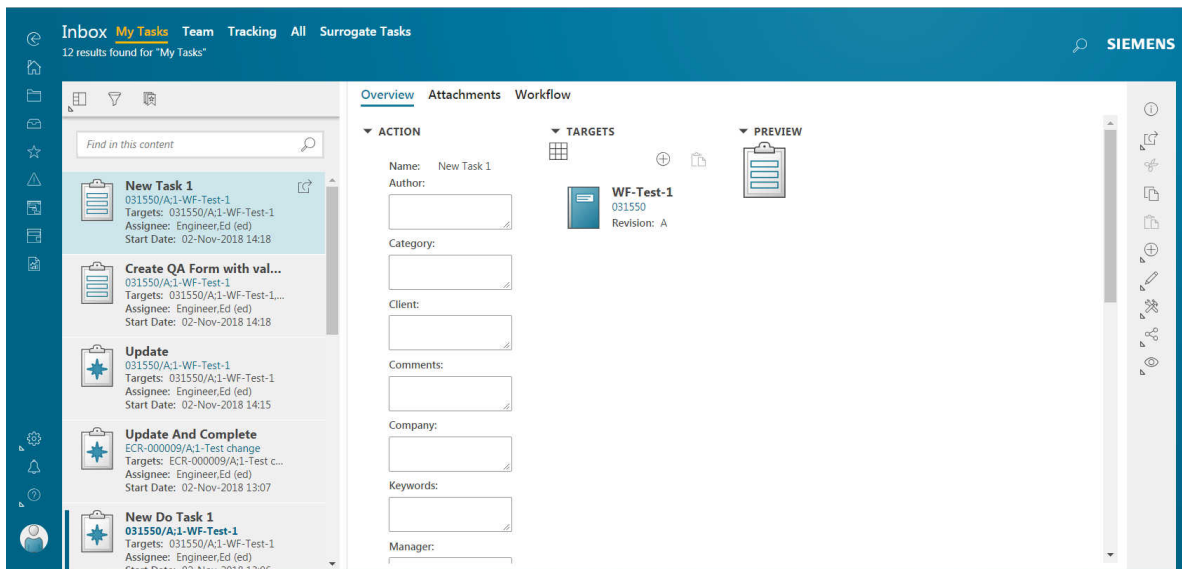 Inbox My Tasks Team Tracking All Surrogate Tasks
12 results found for "My Tasks"
SIEMENS
Find in this content
New Task 1
031550/A;1-WF-Test-1
Targets: 031550/A;1-WF-Test-1
Assignee: Engineer,Ed (ed)
Start Date: 02-Nov-2018 14:18
Create QA Form with val...
031550/A;1-WF-Test-1
Targets: 031550/A;1-WF-Test-1,...
Assignee: Engineer,Ed (ed)
Start Date: 02-Nov-2018 14:18
Update
031550/A;1-WF-Test-1
Targets: 031550/A;1-WF-Test-1
Assignee: Engineer,Ed (ed)
Start Date: 02-Nov-2018 14:15
Update And Complete
ECR-000009/A;1-Test change
Targets: ECR-000009/A;1-Test c...
Assignee: Engineer,Ed (ed)
Start Date: 02-Nov-2018 13:07
New Do Task 1
031550/A;1-WF-Test-1
Targets: 031550/A;1-WF-Test-1
Assignee: Engineer,Ed (ed)
Start Date: 02-Nov-2018 13:06
Overview Attachments Workflow
ACTION
Name: New Task 1
Author:
Category:
Client:
Comments:
Company:
Keywords:
Manager:
TARGETS
WF-Test-1
031550
Revision: A
PREVIEW